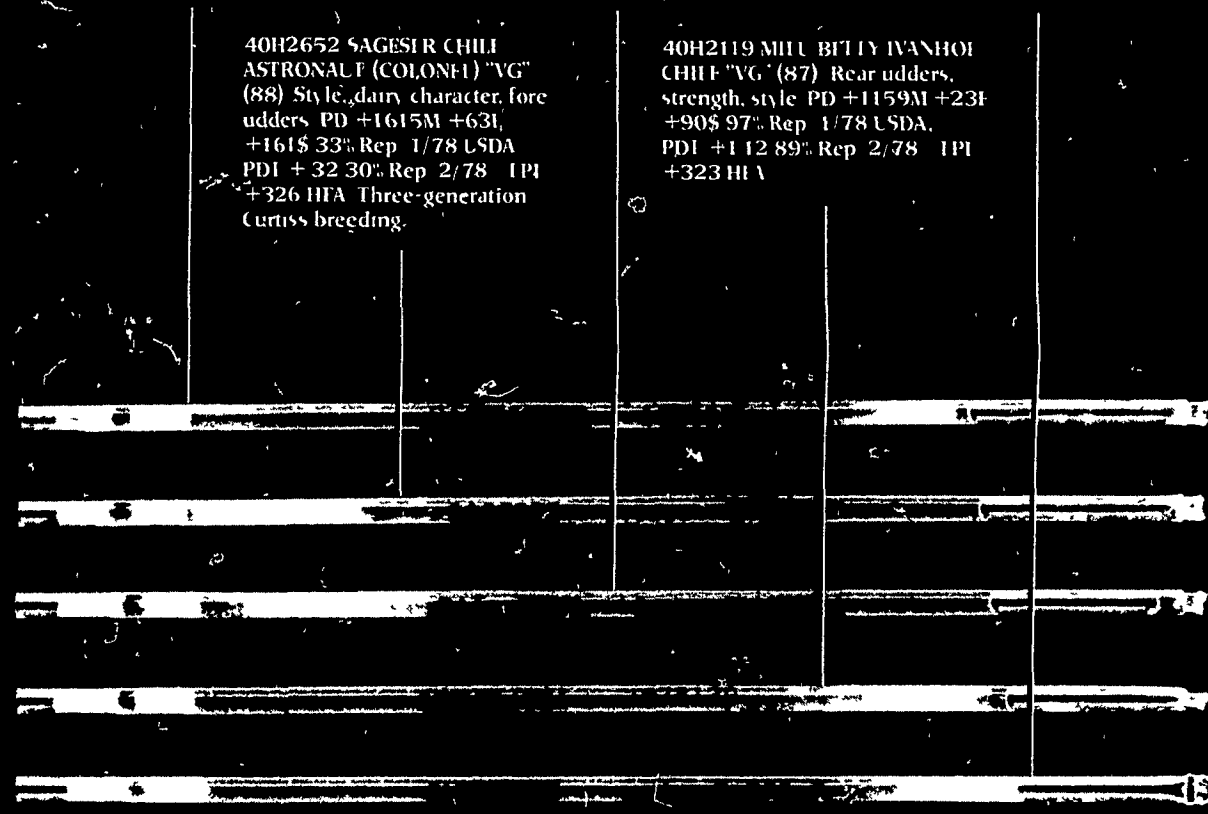 40H2652 SAGESER CHIEF
ASTRONAUT (COLONEL) "VG"
(88) Style, dairy character, fore
udders PD +1615M +63F,
+161$ 33% Rep 1/78 USDA
PDT +.32 30% Rep 2/78 TPI
+326 HFA Three-generation
Curtiss breeding.
40H2119 MILU BETTY IVANHOE
CHIEF "VG" (87) Rear udders,
strength, style PD +1159M +23F
+90$ 97% Rep 1/78 USDA,
PDT +1.12 89% Rep 2/78 TPI
+323 HFA